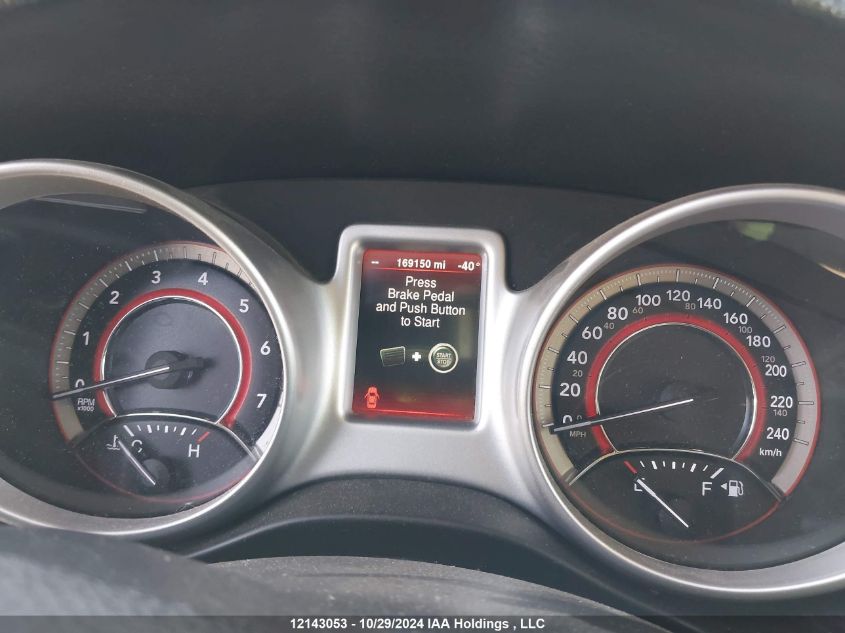 169150 mi -40°
Press
Brake Pedal
and Push Button
to Start
START
STOP
0 1 2 3 4 5 6 7
RPM
x1000
C H
0 20 40 60 80 100 120 140 160 180 200 220 240
20 40 60 80 100 120 140
MPH
km/h
E F
12143053 - 10/29/2024 IAA Holdings , LLC